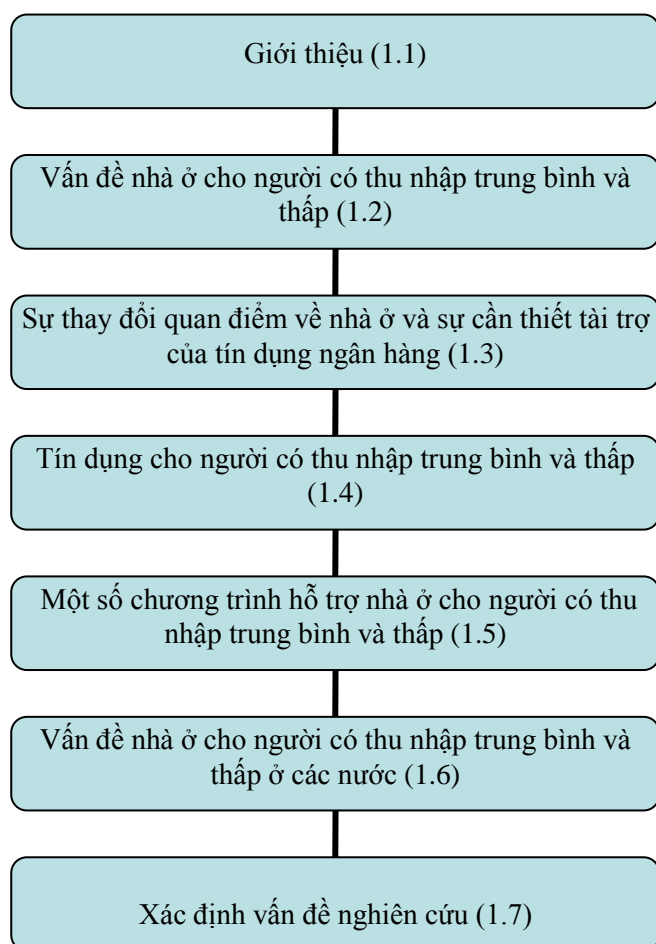 Giới thiệu (1.1)
Vấn đề nhà ở cho người có thu nhập trung bình và
thấp (1.2)
Sự thay đổi quan điểm về nhà ở và sự cần thiết tài trợ
của tín dụng ngân hàng (1.3)
Tín dụng cho người có thu nhập trung bình và thấp
(1.4)
Một số chương trình hỗ trợ nhà ở cho người có thu
nhập trung bình và thấp (1.5)
Vấn đề nhà ở cho người có thu nhập trung bình và
thấp ở các nước (1.6)
Xác định vấn đề nghiên cứu (1.7)